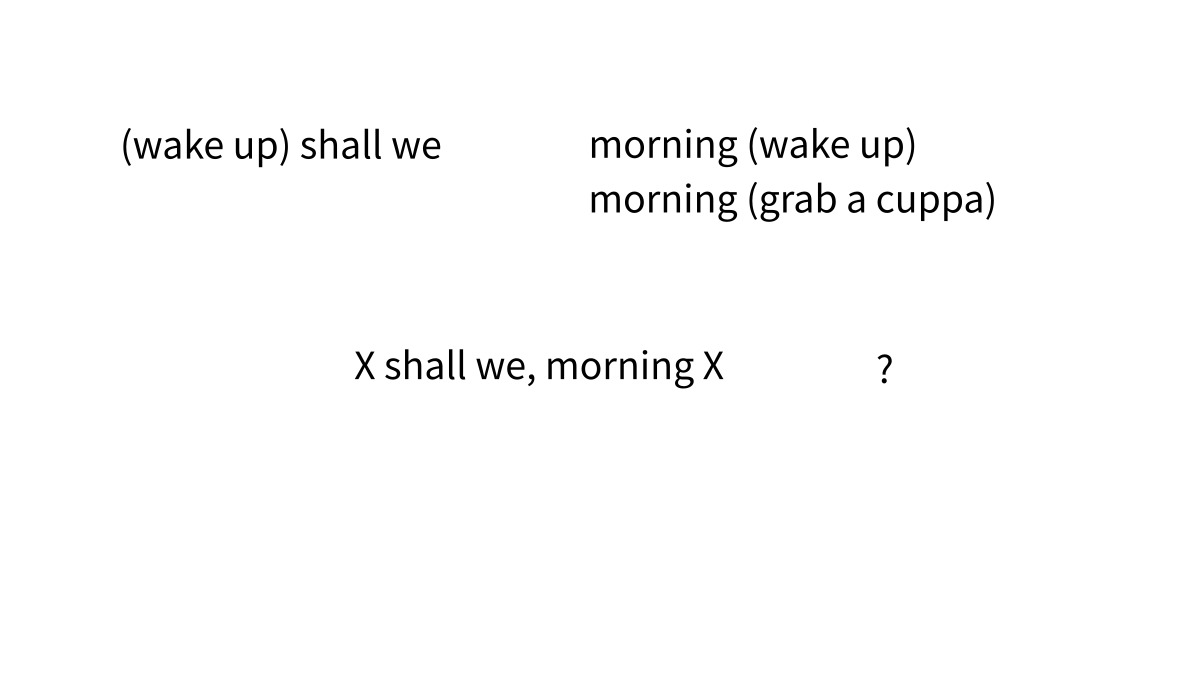 (wake up) shall we
morning (wake up)
morning (grab a cuppa)
X shall we, morning X
?